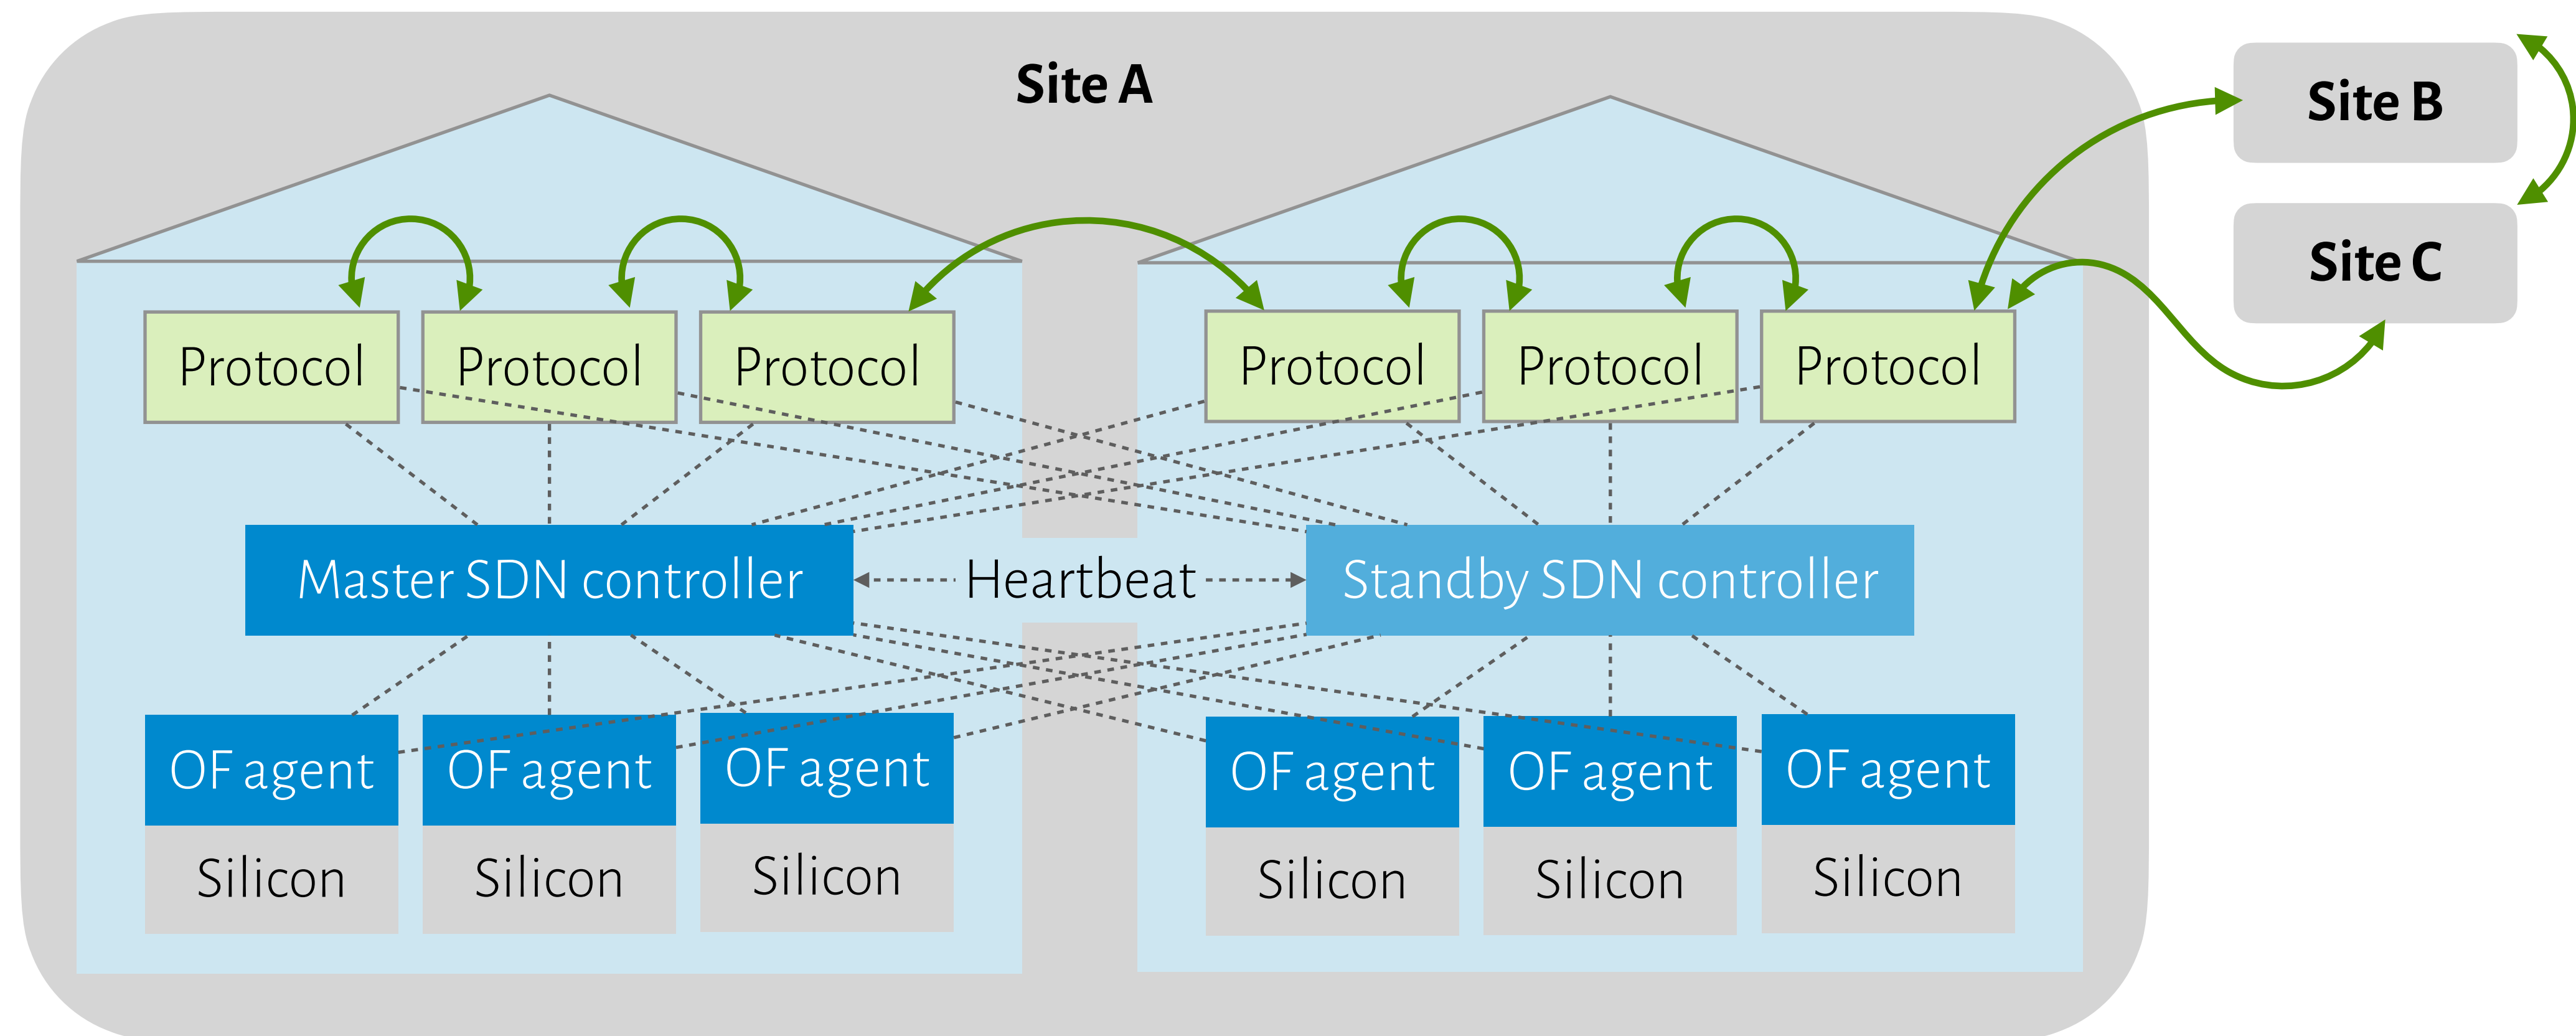 Site A
Site B
Site C
Protocol
Protocol
Protocol
Protocol
Protocol
Protocol
Master SDN controller
Heartbeat
Standby SDN controller
OF agent
OF agent
OF agent
OF agent
OF agent
OF agent
Silicon
Silicon
Silicon
Silicon
Silicon
Silicon